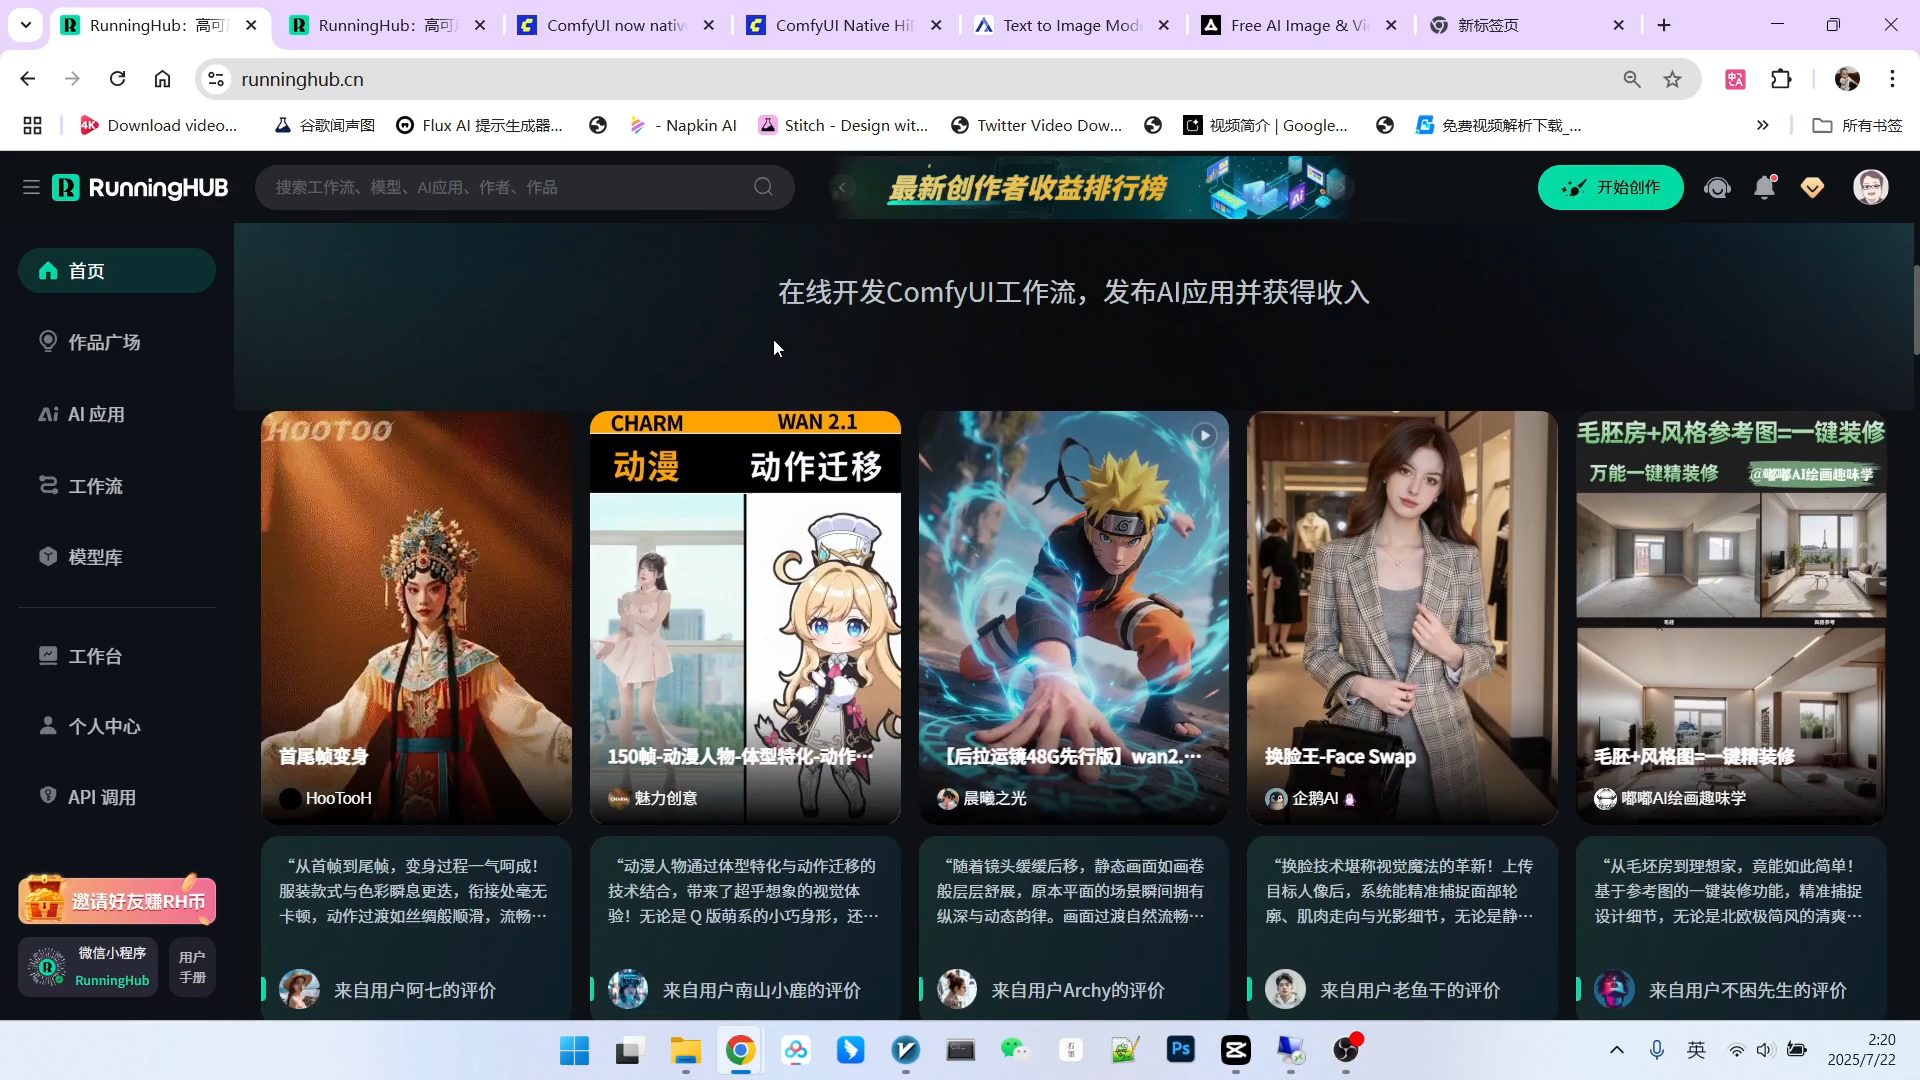 RunningHub：高可
RunningHub：高可
ComfyUI now native
ComfyUI Native HiD
Text to Image Mode
Free AI Image & Vi
新标签页
runninghub.cn
Download video...
谷歌闻声图
Flux AI 提示生成器...
- Napkin AI
Stitch - Design wit...
Twitter Video Dow...
视频简介 | Google...
免费视频解析下载_...
所有书签
RunningHUB
搜索工作流、模型、AI应用、作者、作品
最新创作者收益排行榜
开始创作
首页
作品广场
AI 应用
工作流
模型库
工作台
个人中心
API 调用
邀请好友赚RH币
微信小程序
RunningHub
用户
手册
在线开发ComfyUI工作流，发布AI应用并获得收入
HOOTOO
首尾帧变身
HooTooH
CHARM WAN 2.1
动漫 动作迁移
150帧-动漫人物-体型特化-动作···
魅力创意
【后拉运镜48G先行版】wan2.···
晨曦之光
换脸王-Face Swap
企鹅AI
毛胚房+风格参考图=一键装修
万能一键精装修 @嘟嘟AI绘画趣味学
毛胚 风格参考
毛胚+风格图=一键精装修
嘟嘟AI绘画趣味学
“从首帧到尾帧，变身过程一气呵成！
服装款式与色彩瞬息更迭，衔接处毫无
卡顿，动作过渡如丝绸般顺滑，流畅···
来自用户阿七的评价
“动漫人物通过体型特化与动作迁移的
技术结合，带来了超乎想象的视觉体
验！无论是 Q 版萌系的小巧身形，还···
来自用户南山小鹿的评价
“随着镜头缓缓后移，静态画面如画卷
般层层舒展，原本平面的场景瞬间拥有
纵深与动态韵律。画面过渡自然流畅···
来自用户Archy的评价
“换脸技术堪称视觉魔法的革新！上传
目标人像后，系统能精准捕捉面部轮
廓、肌肉走向与光影细节，无论是静···
来自用户老鱼干的评价
“从毛坯房到理想家，竟能如此简单！
基于参考图的一键装修功能，精准捕捉
设计细节，无论是北欧极简风的清爽···
来自用户不困先生的评价
英
2:20
2025/7/22